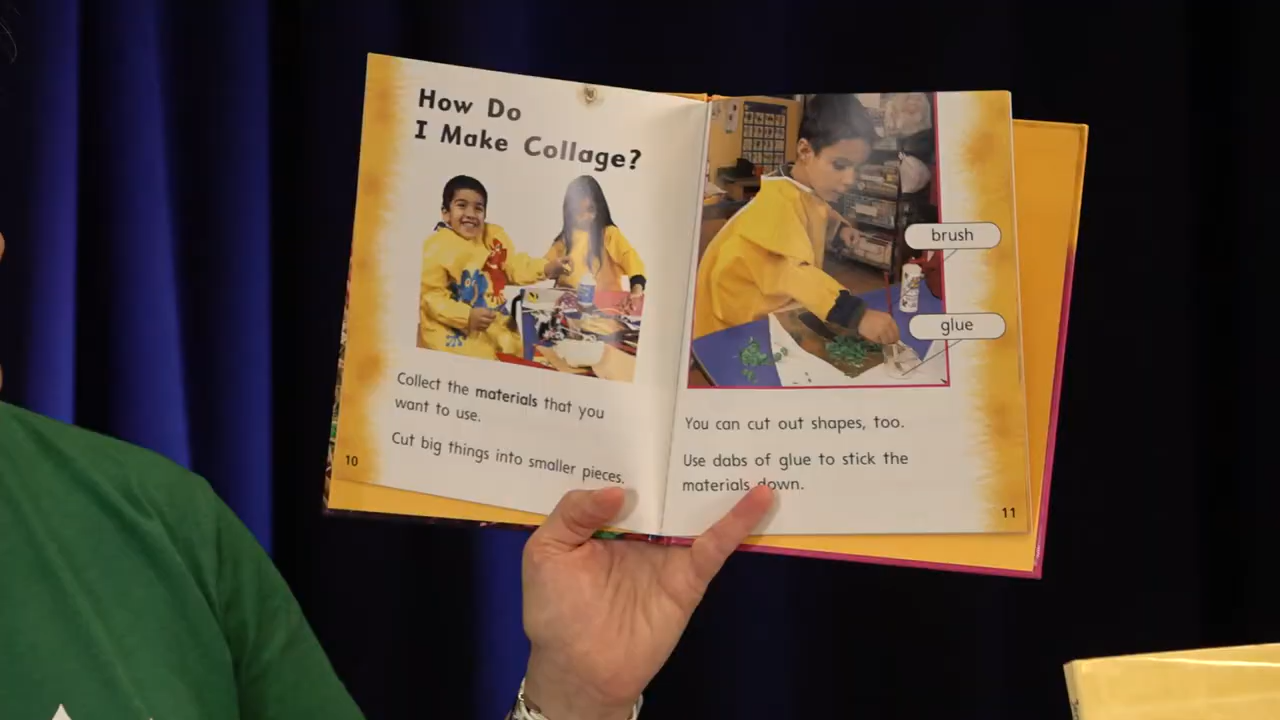 How Do
I Make Collage?
Collect the materials that you
want to use.
Cut big things into smaller pieces.
10
brush
glue
You can cut out shapes, too.
Use dabs of glue to stick the
materials down.
11